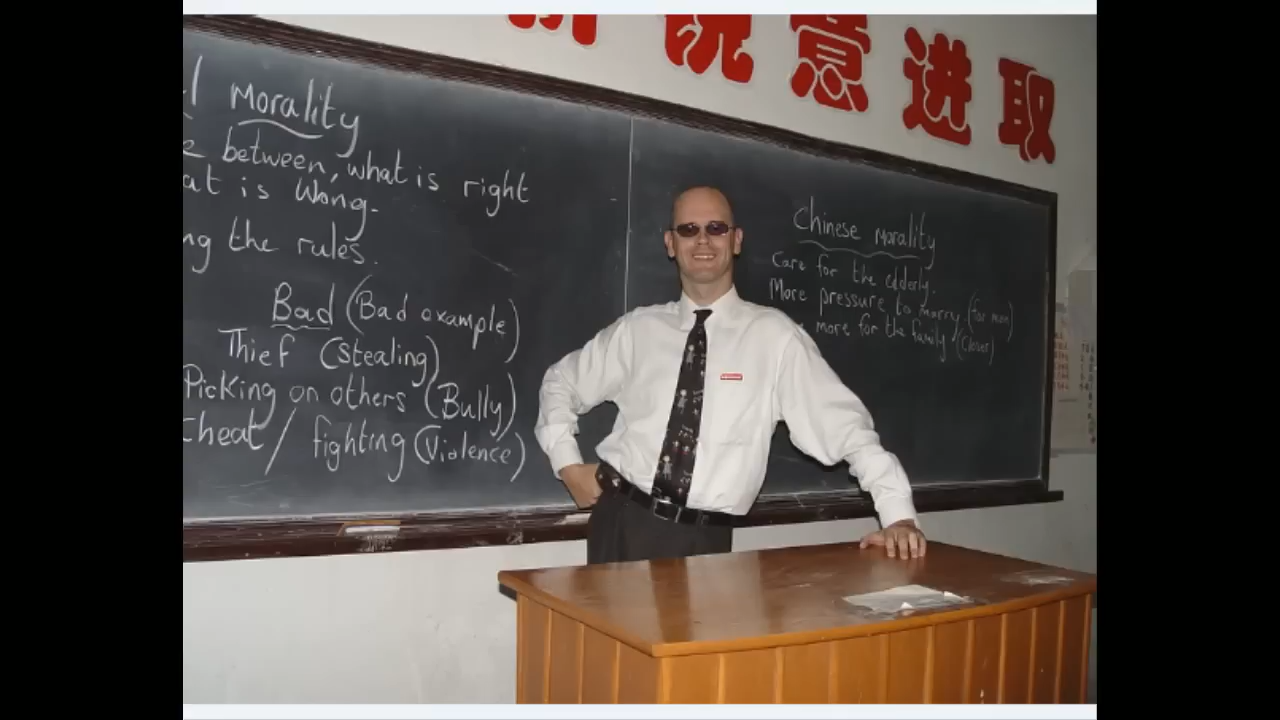 锐意进取
morality
between, what is right
at is Wong.
the rules.
Bad (Bad example)
Thief (Stealing)
Picking on others (Bully)
cheat / fighting (Violence)
Chinese morality
Care for the elderly.
More pressure to marry (for men)
more for the family (closer)